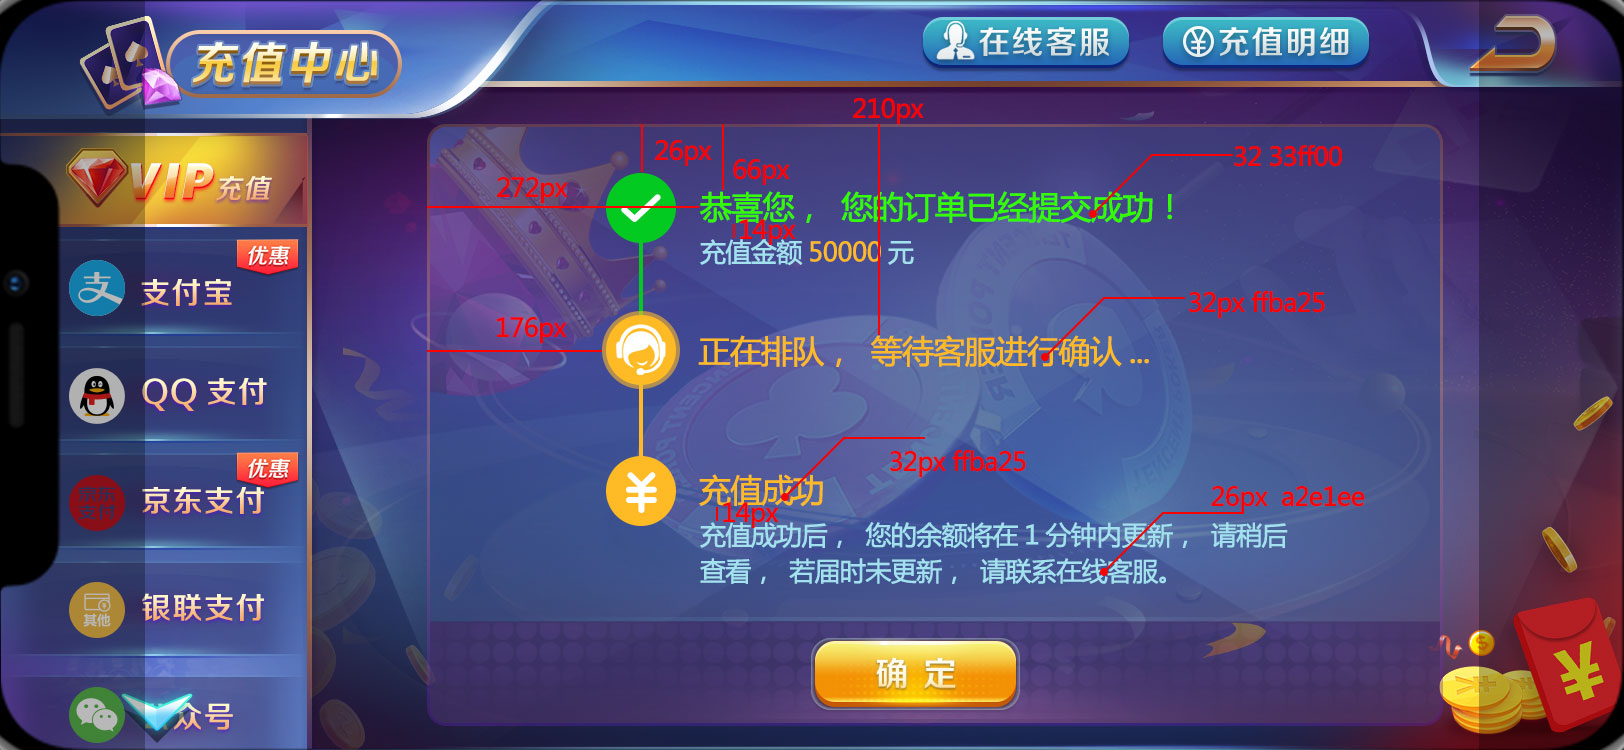 充值中心
在线客服
充值明细
VIP充值
优惠
支付宝
QQ 支付
优惠
京东支付
其他
银联支付
众号
210px
26px
66px
32 33ff00
272px
恭喜您， 您的订单已经提交成功！
14px
充值金额 50000 元
32px ffba25
176px
正在排队， 等待客服进行确认 ...
32px ffba25
充值成功
14px
26px a2e1ee
充值成功后， 您的余额将在 1 分钟内更新， 请稍后
查看， 若届时未更新， 请联系在线客服。
确 定